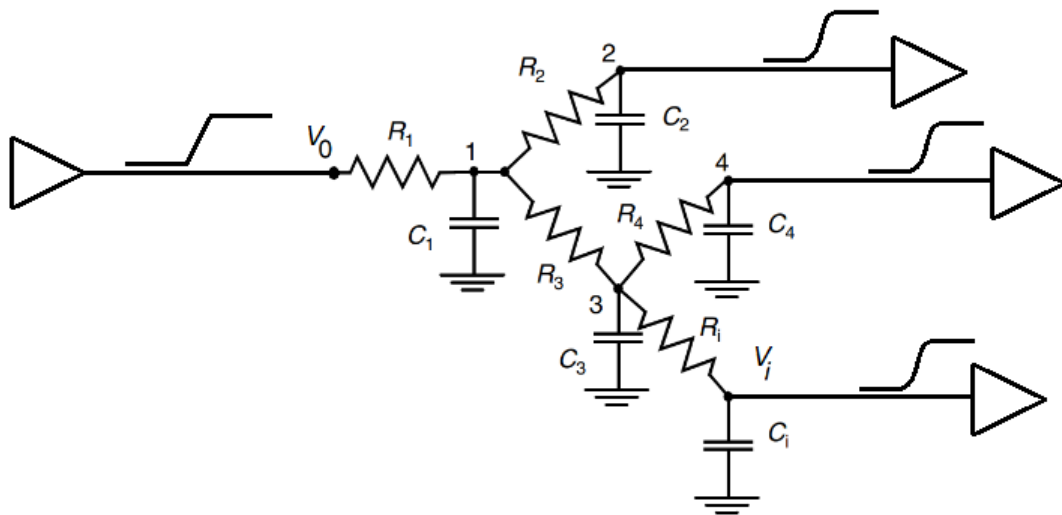 2
R₂
C₂
V₀
R₁
1
C₁
4
R₄
C₄
R₃
3
C₃
Rᵢ
Vᵢ
Cᵢ